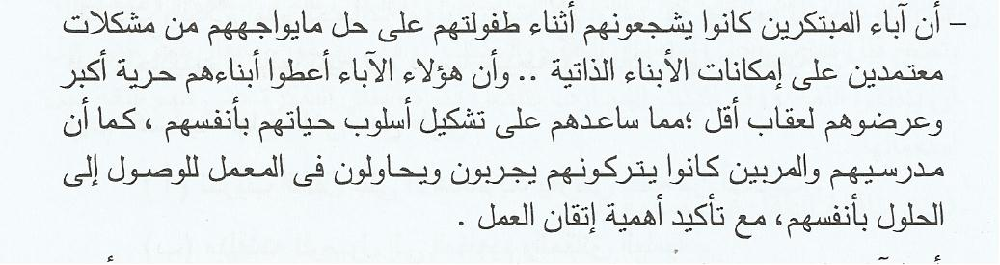 – أن آباء المبتكرين كانوا يشجعونهم أثناء طفولتهم على حل مايواجههم من مشكلات
معتمدين على إمكانات الأبناء الذاتية .. وأن هؤلاء الآباء أعطوا أبناءهم حرية أكبر
وعرضوهم لعقاب أقل ؛مما ساعدهم على تشكيل أسلوب حياتهم بأنفسهم ، كما أن
مدرسيهم والمربين كانوا يتركونهم يجربون ويحاولون فى المعمل للوصول إلى
الحلول بأنفسهم، مع تأكيد أهمية إتقان العمل .